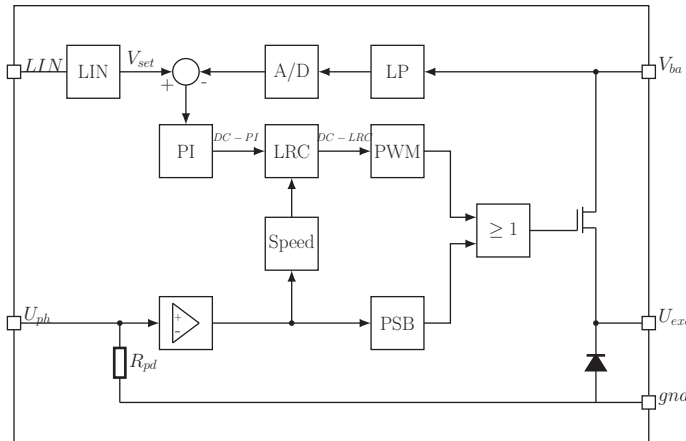 LIN LIN V_set + - A/D LP V_ba
PI DC-PI LRC DC-LRC PWM
≥ 1
Speed
U_ph + - PSB U_exc
R_pd
gnd